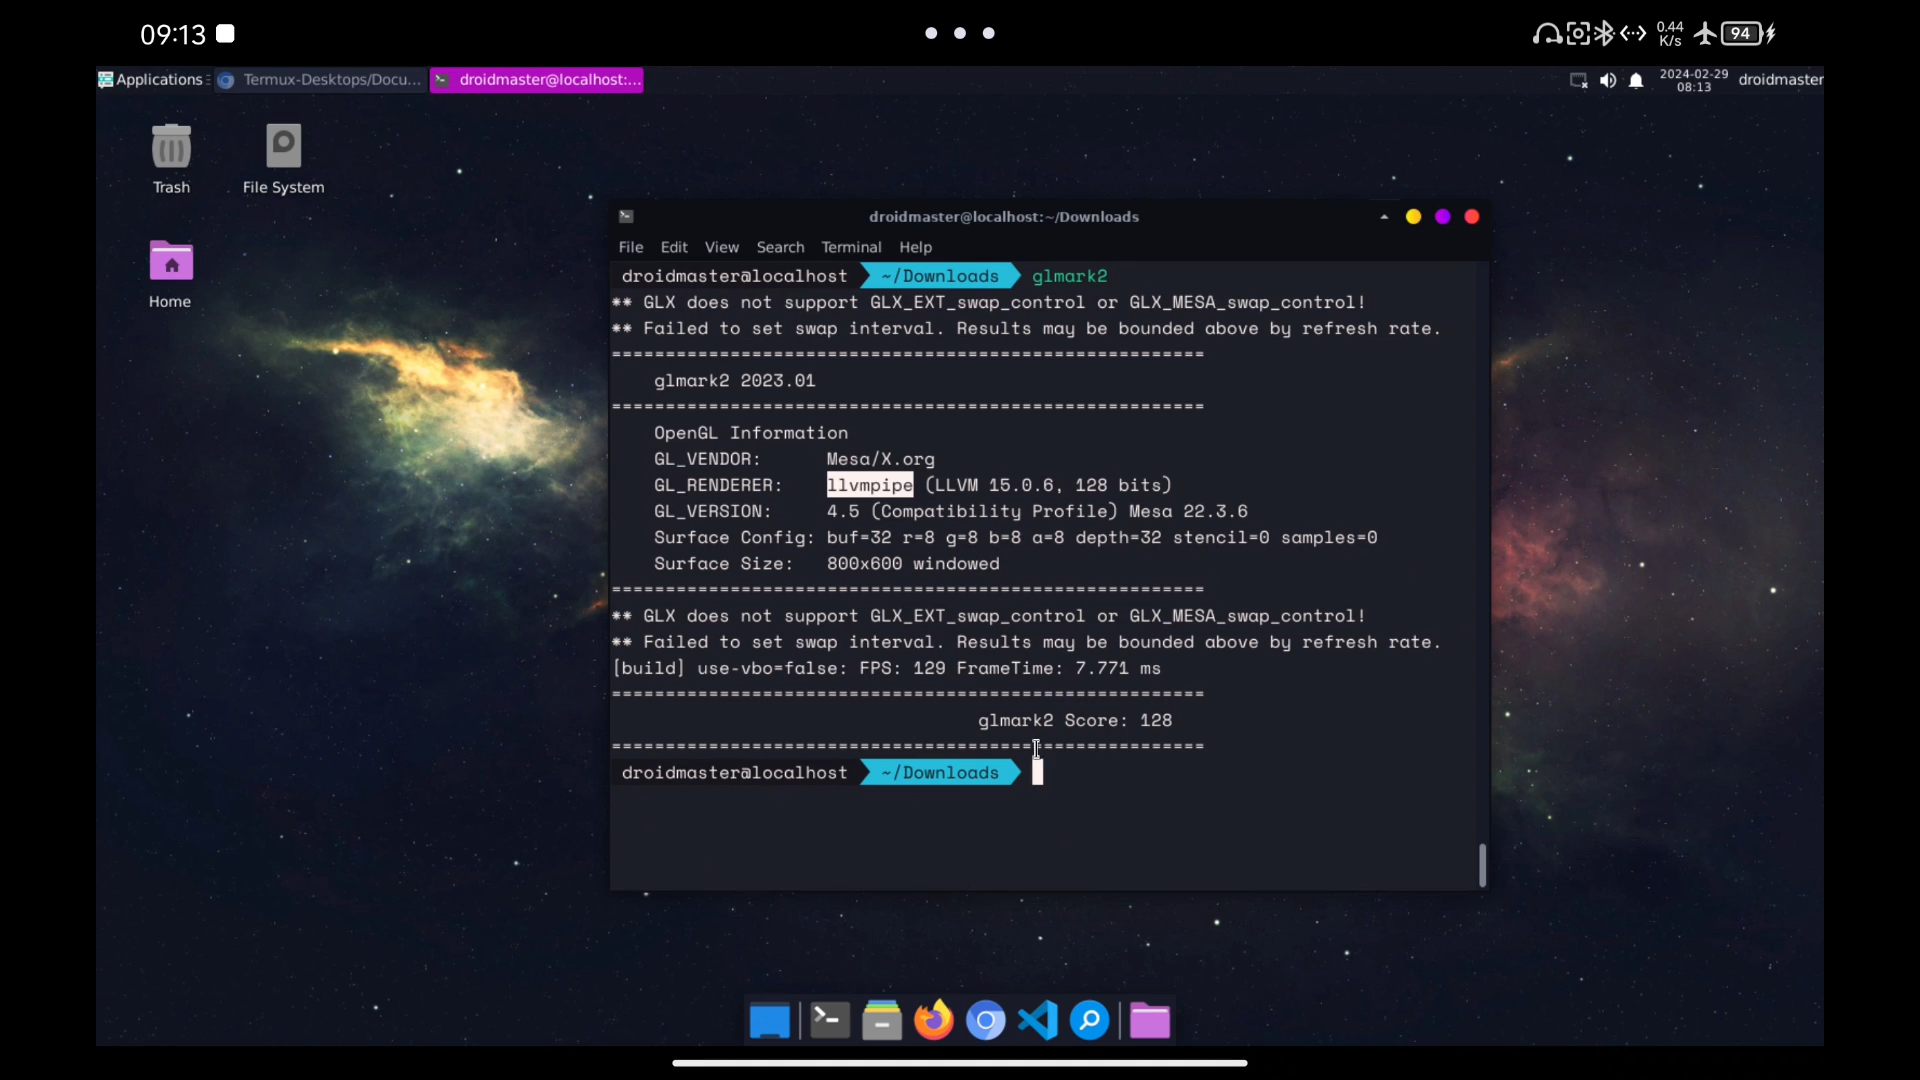 09:13
0.44
K/s
94
Applications
Termux-Desktops/Docu...
droidmaster@localhost:...
2024-02-29
08:13
droidmaster
Trash
File System
Home
droidmaster@localhost:~/Downloads
File Edit View Search Terminal Help
droidmaster@localhost ~/Downloads glmark2
** GLX does not support GLX_EXT_swap_control or GLX_MESA_swap_control!
** Failed to set swap interval. Results may be bounded above by refresh rate.
=======================================================
glmark2 2023.01
=======================================================
OpenGL Information
GL_VENDOR: Mesa/X.org
GL_RENDERER: llvmpipe (LLVM 15.0.6, 128 bits)
GL_VERSION: 4.5 (Compatibility Profile) Mesa 22.3.6
Surface Config: buf=32 r=8 g=8 b=8 a=8 depth=32 stencil=0 samples=0
Surface Size: 800x600 windowed
=======================================================
** GLX does not support GLX_EXT_swap_control or GLX_MESA_swap_control!
** Failed to set swap interval. Results may be bounded above by refresh rate.
[build] use-vbo=false: FPS: 129 FrameTime: 7.771 ms
=======================================================
glmark2 Score: 128
=======================================================
droidmaster@localhost ~/Downloads